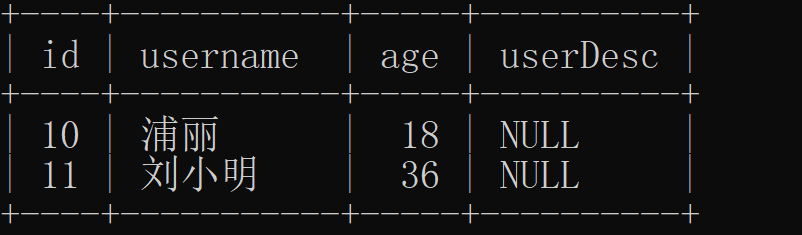 +----+-----------+-----+----------+
| id | username  | age | userDesc |
+----+-----------+-----+----------+
| 10 | 浦丽      |  18 | NULL     |
| 11 | 刘小明    |  36 | NULL     |
+----+-----------+-----+----------+